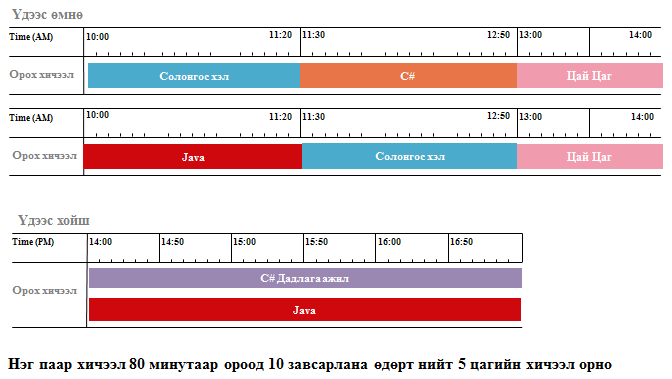 Үдээс өмнө
Time (AM) 10:00 11:20 11:30 12:50 13:00 14:00
Орох хичээл Солонгос хэл C# Цай Цаг
Time (AM) 10:00 11:20 11:30 12:50 13:00 14:00
Орох хичээл Java Солонгос хэл Цай Цаг
Үдээс хойш
Time (PM) 14:00 14:50 15:00 15:50 16:00 16:50
Орох хичээл C# Дадлага ажил
Java
Нэг паар хичээл 80 минутаар ороод 10 завсарлана өдөрт нийт 5 цагийн хичээл орно